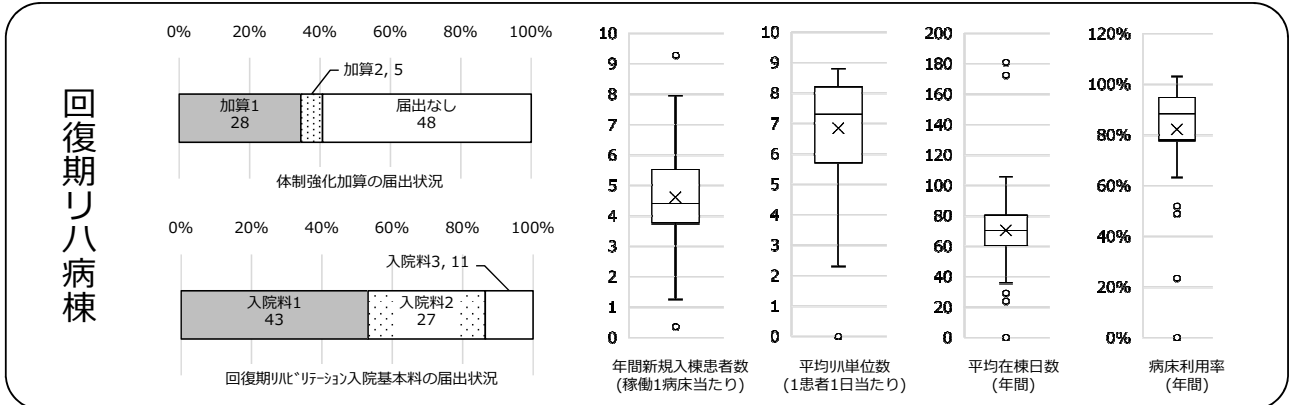 回復期リハ病棟
0% 20% 40% 60% 80% 100%
加算2, 5
加算1
28
届出なし
48
体制強化加算の届出状況
0% 20% 40% 60% 80% 100%
入院料3, 11
入院料1
43
入院料2
27
回復期ﾘﾊﾋﾞﾘﾃｰｼｮﾝ入院基本料の届出状況
10
9
8
7
6
5
4
3
2
1
0
年間新規入棟患者数
(稼働1病床当たり)
10
9
8
7
6
5
4
3
2
1
0
平均ﾘﾊ単位数
(1患者1日当たり)
200
180
160
140
120
100
80
60
40
20
0
平均在棟日数
(年間)
120%
100%
80%
60%
40%
20%
0%
病床利用率
(年間)